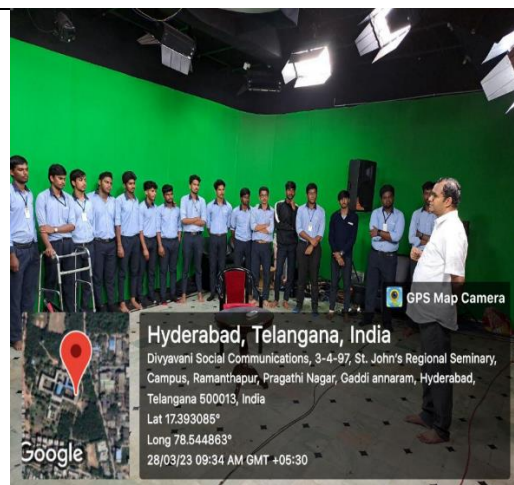 GPS Map Camera
Hyderabad, Telangana, India
Divyavani Social Communications, 3-4-97, St. John's Regional Seminary,
Campus, Ramanthapur, Pragathi Nagar, Gaddi annaram, Hyderabad,
Telangana 500013, India
Lat 17.393085°
Long 78.544863°
28/03/23 09:34 AM GMT +05:30
Google